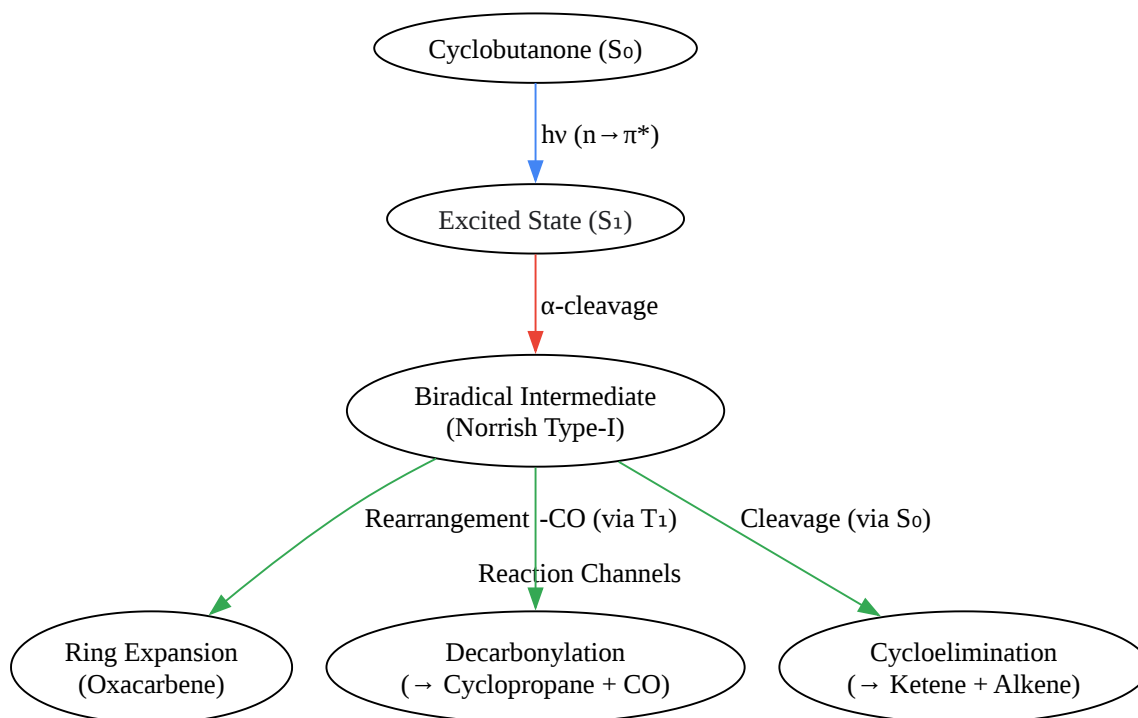 Cyclobutanone (S₀)
hν (n→π*)
Excited State (S₁)
α-cleavage
Biradical Intermediate
(Norrish Type-I)
Rearrangement
-CO (via T₁)
Cleavage (via S₀)
Reaction Channels
Ring Expansion
(Oxacarbene)
Decarbonylation
(→ Cyclopropane + CO)
Cycloelimination
(→ Ketene + Alkene)